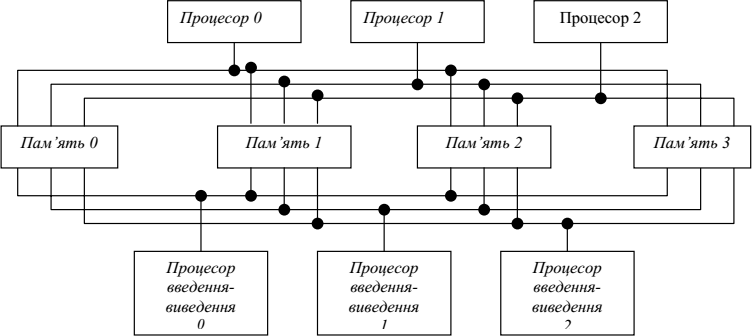 Процесор 0
Процесор 1
Процесор 2
Пам’ять 0
Пам’ять 1
Пам’ять 2
Пам’ять 3
Процесор
введення-
виведення
0
Процесор
введення-
виведення
1
Процесор
введення-
виведення
2